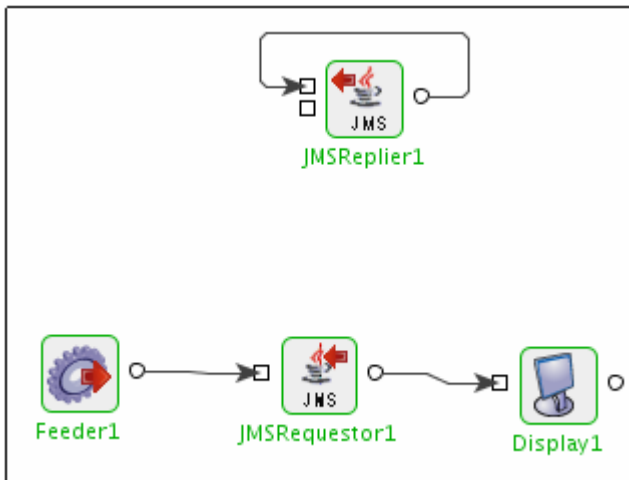 JMS
JMSReplier1
JMS
Feeder1
JMSRequestor1
Display1